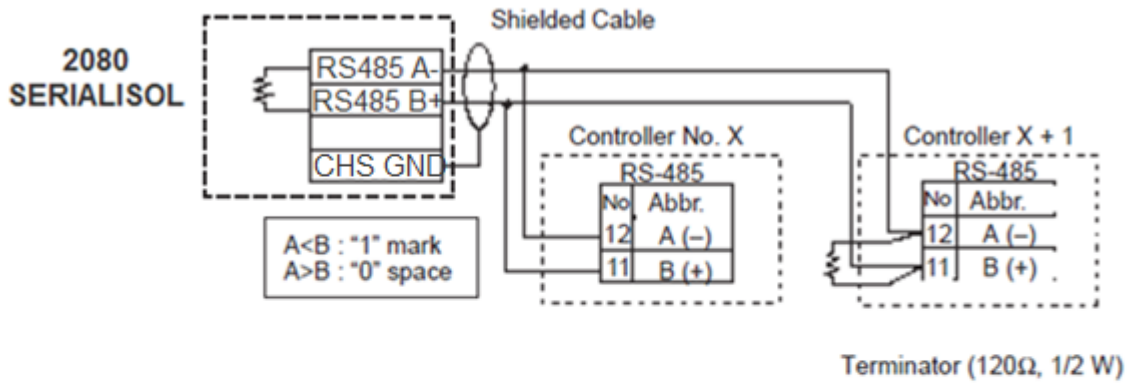 Shielded Cable
2080
SERIALISOL
RS485 A-
RS485 B+
CHS GND
A<B : "1" mark
A>B : "0" space
Controller No. X
RS-485
No Abbr.
12 A (–)
11 B (+)
Controller X + 1
RS-485
No Abbr.
12 A (–)
11 B (+)
Terminator (120Ω, 1/2 W)